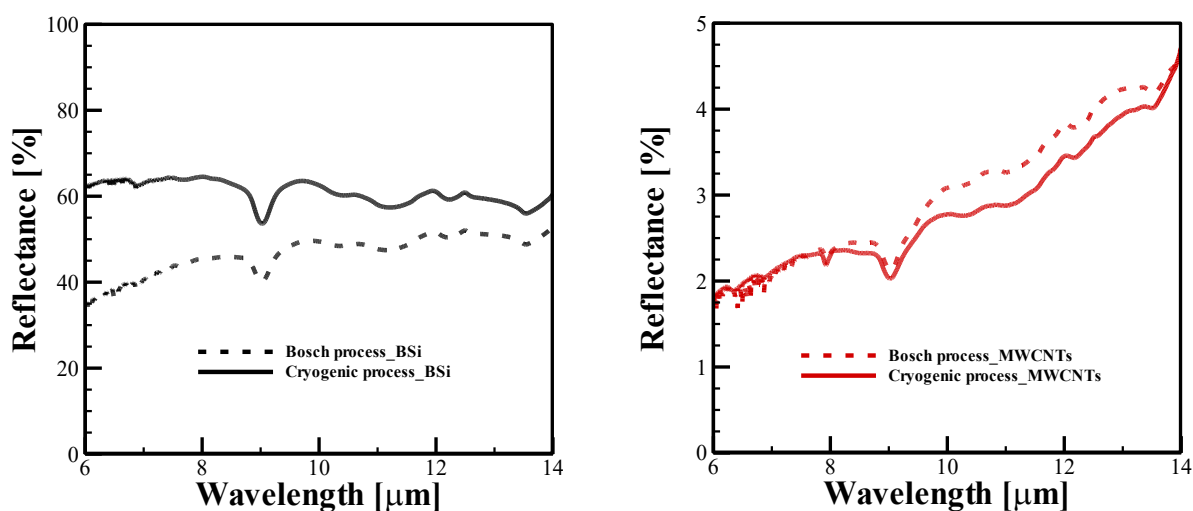 100
80
60
40
20
0
Reflectance [%]
Bosch process_BSi
Cryogenic process_BSi
6
8
10
12
14
Wavelength [μm]
5
4
3
2
1
0
Reflectance [%]
Bosch process_MWCNTs
Cryogenic process_MWCNTs
6
8
10
12
14
Wavelength [μm]